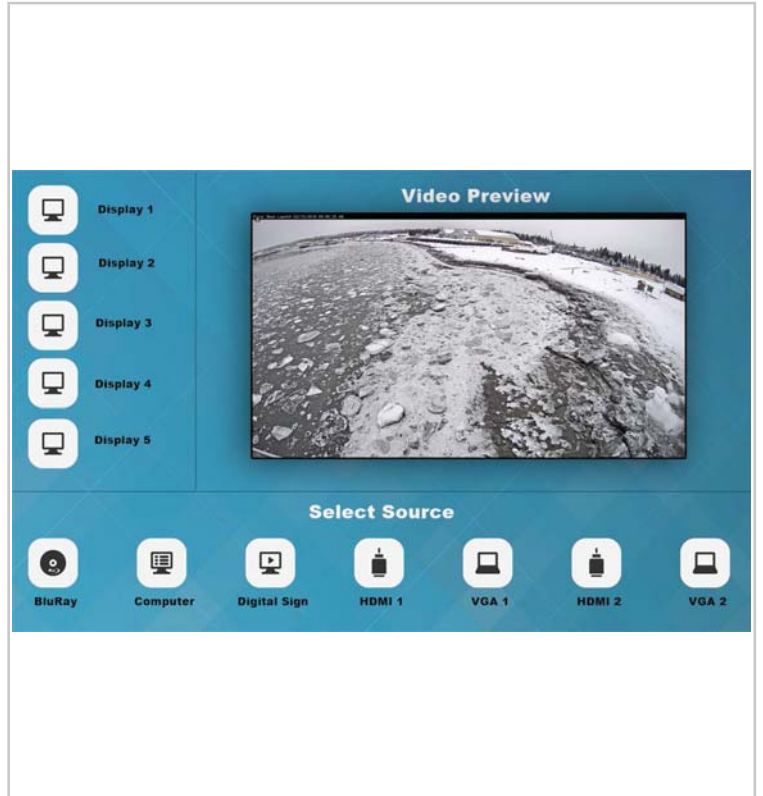 Video Preview
Display 1
Display 2
Display 3
Display 4
Display 5
Select Source
BluRay
Computer
Digital Sign
HDMI 1
VGA 1
HDMI 2
VGA 2